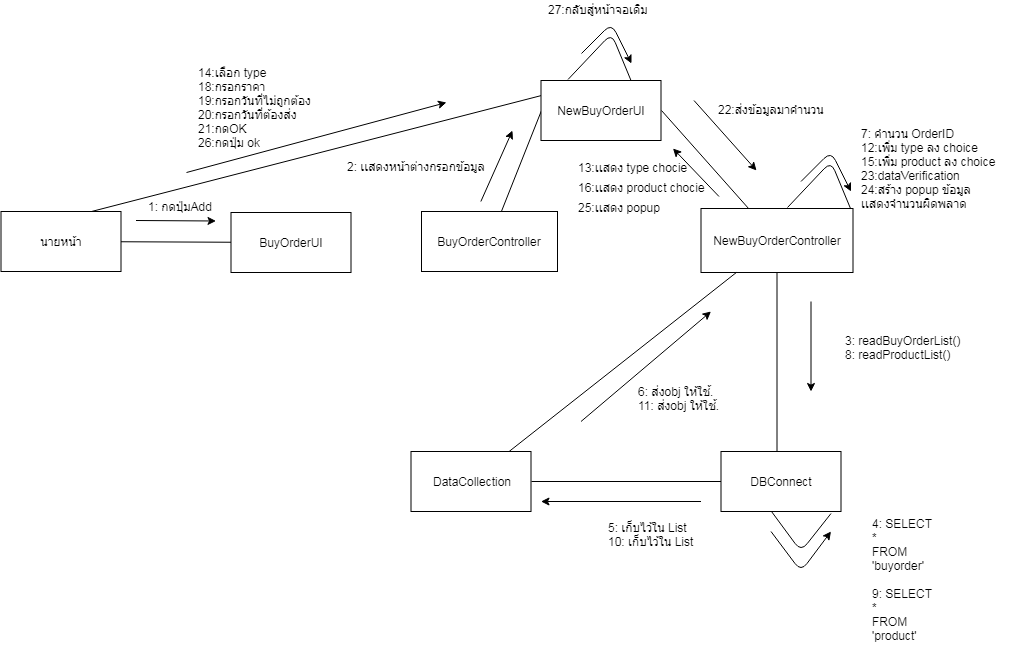 27:กลับสู่หน้าจอเดิม
14:เลือก type
18:กรอกราคา
19:กรอกวันที่ไม่ถูกต้อง
20:กรอกวันที่ต้องส่ง
21:กดOK
26:กดปุ่ม ok
NewBuyOrderUI
22:ส่งข้อมูลมาคำนวน
7: คำนวน OrderID
12:เพิ่ม type ลง choice
15:เพิ่ม product ลง choice
23:dataVerification
24:สร้าง popup ข้อมูล
แสดงจำนวนผิดพลาด
2: แสดงหน้าต่างกรอกข้อมูล
13:แสดง type chocie
16:แสดง product chocie
25:แสดง popup
1: กดปุ่มAdd
นายหน้า
BuyOrderUI
BuyOrderController
NewBuyOrderController
3: readBuyOrderList()
8: readProductList()
6: ส่งobj ให้ใช้.
11: ส่งobj ให้ใช้.
DataCollection
DBConnect
5: เก็บไว้ใน List
10: เก็บไว้ใน List
4: SELECT
*
FROM
'buyorder'
9: SELECT
*
FROM
'product'